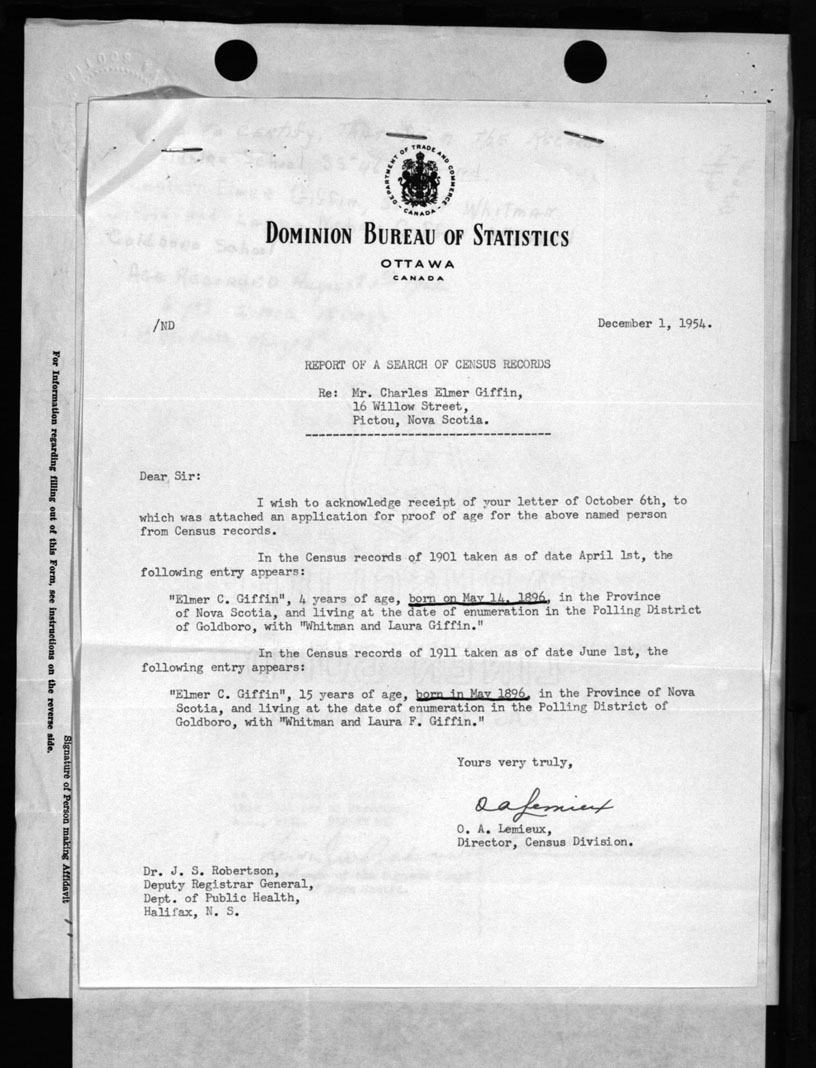 DEPARTMENT OF TRADE AND COMMERCE
CANADA
DOMINION BUREAU OF STATISTICS
OTTAWA
CANADA
/ND
December 1, 1954.
REPORT OF A SEARCH OF CENSUS RECORDS
Re: Mr. Charles Elmer Giffin,
16 Willow Street,
Pictou, Nova Scotia.
Dear Sir:
I wish to acknowledge receipt of your letter of October 6th, to
which was attached an application for proof of age for the above named person
from Census records.
In the Census records of 1901 taken as of date April 1st, the
following entry appears:
"Elmer C. Giffin", 4 years of age, born on May 14, 1896, in the Province
of Nova Scotia, and living at the date of enumeration in the Polling District
of Goldboro, with "Whitman and Laura Giffin."
In the Census records of 1911 taken as of date June 1st, the
following entry appears:
"Elmer C. Giffin", 15 years of age, born in May 1896, in the Province of Nova
Scotia, and living at the date of enumeration in the Polling District of
Goldboro, with "Whitman and Laura F. Giffin."
Yours very truly,
O A Lemieux
O. A. Lemieux,
Director, Census Division.
Dr. J. S. Robertson,
Deputy Registrar General,
Dept. of Public Health,
Halifax, N. S.
For Information regarding filling out of this Form, see instructions on the reverse side.
Signature of Person making Affidavit